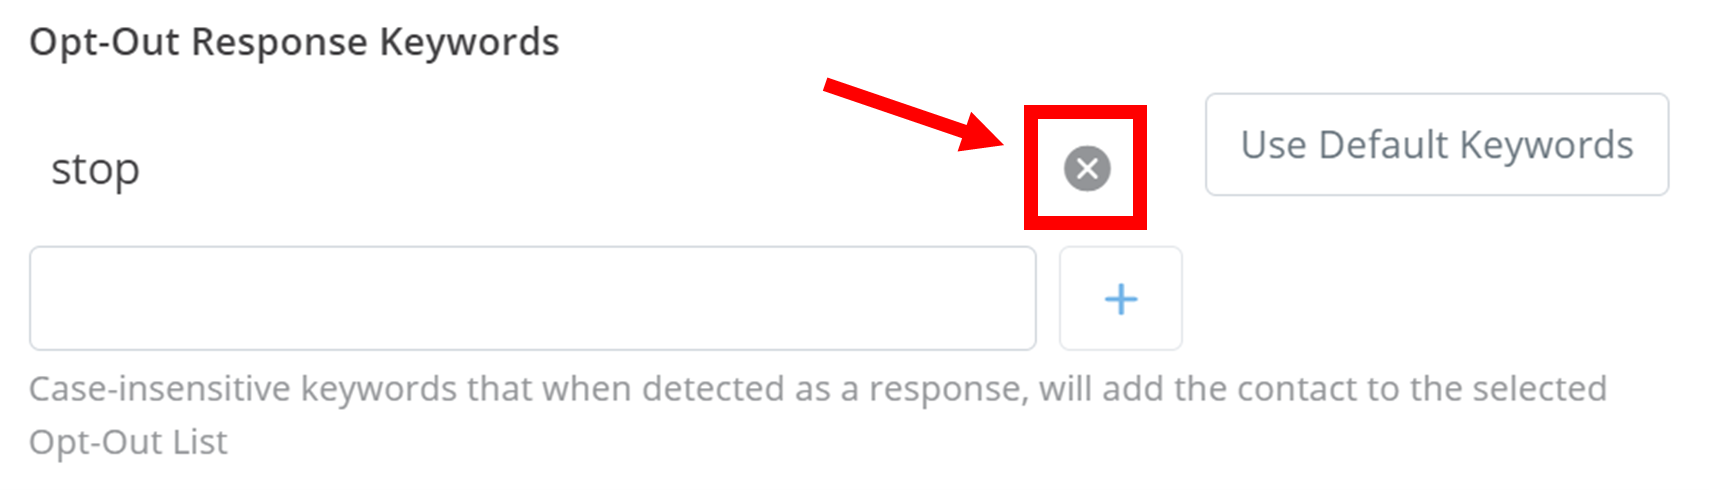 Opt-Out Response Keywords
stop
Use Default Keywords
Case-insensitive keywords that when detected as a response, will add the contact to the selected
Opt-Out List